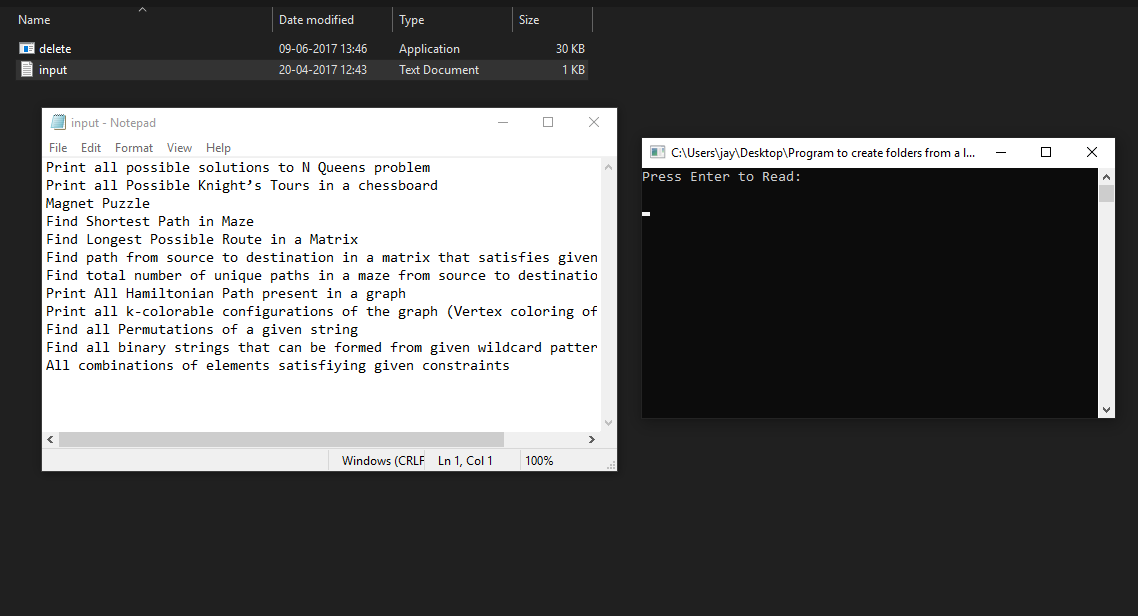 Name Date modified Type Size
delete 09-06-2017 13:46 Application 30 KB
input 20-04-2017 12:43 Text Document 1 KB
input - Notepad
File Edit Format View Help
Print all possible solutions to N Queens problem
Print all Possible Knight’s Tours in a chessboard
Magnet Puzzle
Find Shortest Path in Maze
Find Longest Possible Route in a Matrix
Find path from source to destination in a matrix that satisfies given
Find total number of unique paths in a maze from source to destinatio
Print All Hamiltonian Path present in a graph
Print all k-colorable configurations of the graph (Vertex coloring of
Find all Permutations of a given string
Find all binary strings that can be formed from given wildcard patter
All combinations of elements satisfiying given constraints
Windows (CRLF Ln 1, Col 1 100%
C:\Users\jay\Desktop\Program to create folders from a l...
Press Enter to Read: